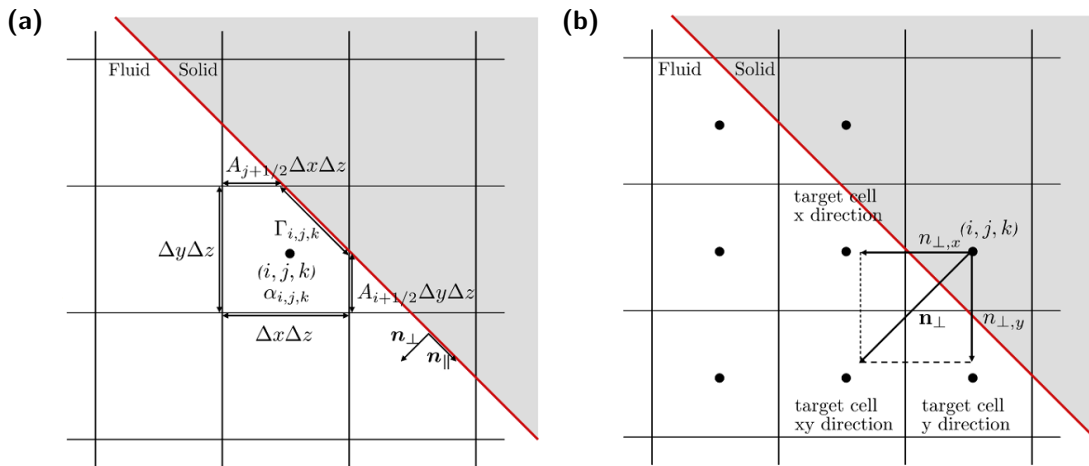 (a)
Fluid Solid
A_{j+1/2}ΔxΔz
Γ_{i,j,k}
ΔyΔz
(i, j, k)
α_{i,j,k}
A_{i+1/2}ΔyΔz
ΔxΔz
n_⊥
n_∥
(b)
Fluid Solid
target cell
x direction
n_{⊥,x}
(i, j, k)
n_⊥
n_{⊥,y}
target cell
xy direction
target cell
y direction